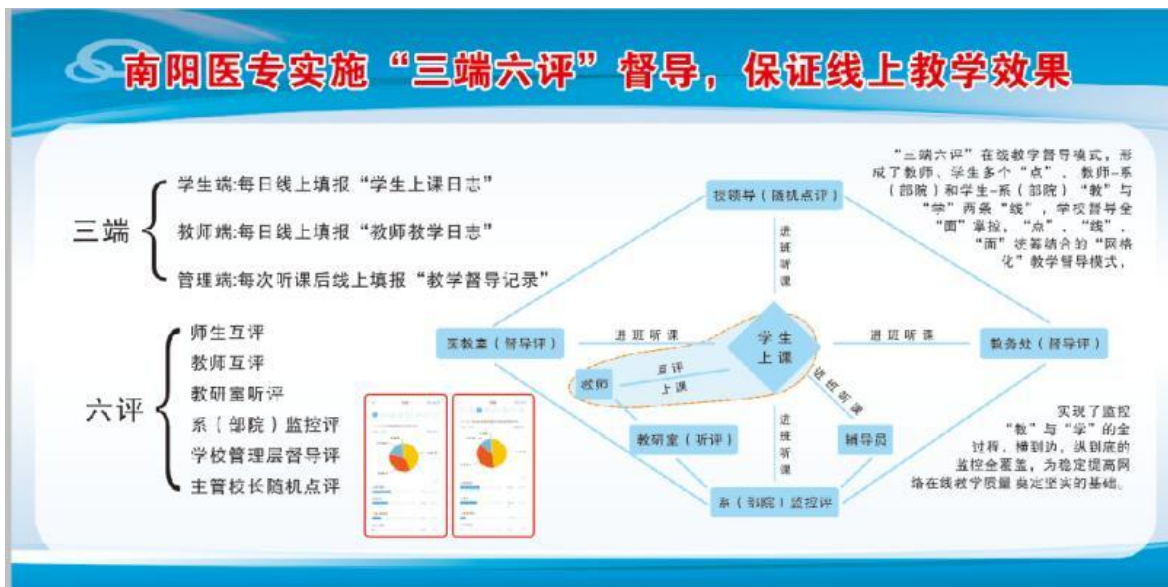 南阳医专实施“三端六评”督导，保证线上教学效果
三端
学生端:每日线上填报“学生上课日志”
教师端:每日线上填报“教师教学日志”
管理端:每次听课后线上填报“教学督导记录”
六评
师生互评
教师互评
教研室听评
系（部院）监控评
学校管理层督导评
主管校长随机点评
“三端六评”在线教学督导模式，形
成了教师、学生多个“点”、教师-系
（部院）和学生-系（部院）“教”与
“学”两条“线”，学校督导全
“面”掌控，“点”、“线”、
“面”统筹结合的“网格
化”教学督导模式，
校领导（随机点评）
进班听课
医教室（督导评）
进班听课
学生
上课
进班听课
教务处（督导评）
教师
互评
上课
进班听课
进班听课
教研室（听评）
辅导员
系（部院）监控评
实现了监控
“教”与“学”的全
过程，横到边，纵到底的
监控全覆盖，为稳定提高网
络在线教学质量奠定坚实的基础。